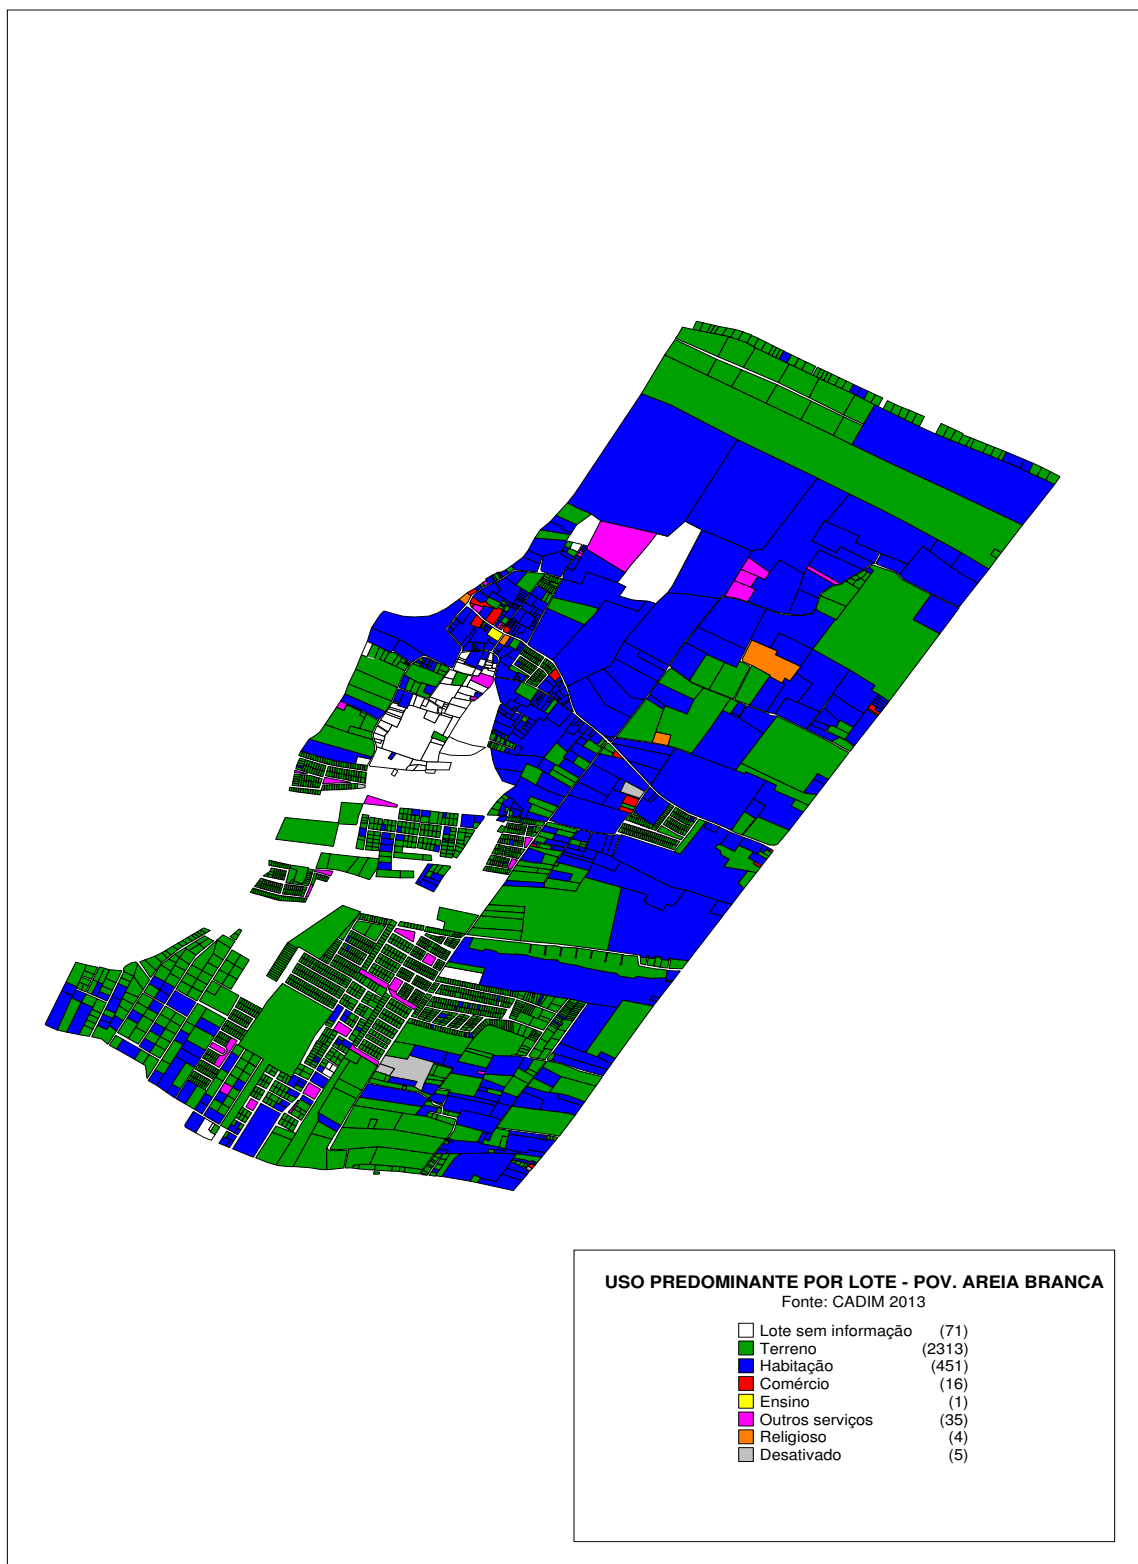 USO PREDOMINANTE POR LOTE - POV. AREIA BRANCA
Fonte: CADIM 2013
Lote sem informação (71)
Terreno (2313)
Habitação (451)
Comércio (16)
Ensino (1)
Outros serviços (35)
Religioso (4)
Desativado (5)